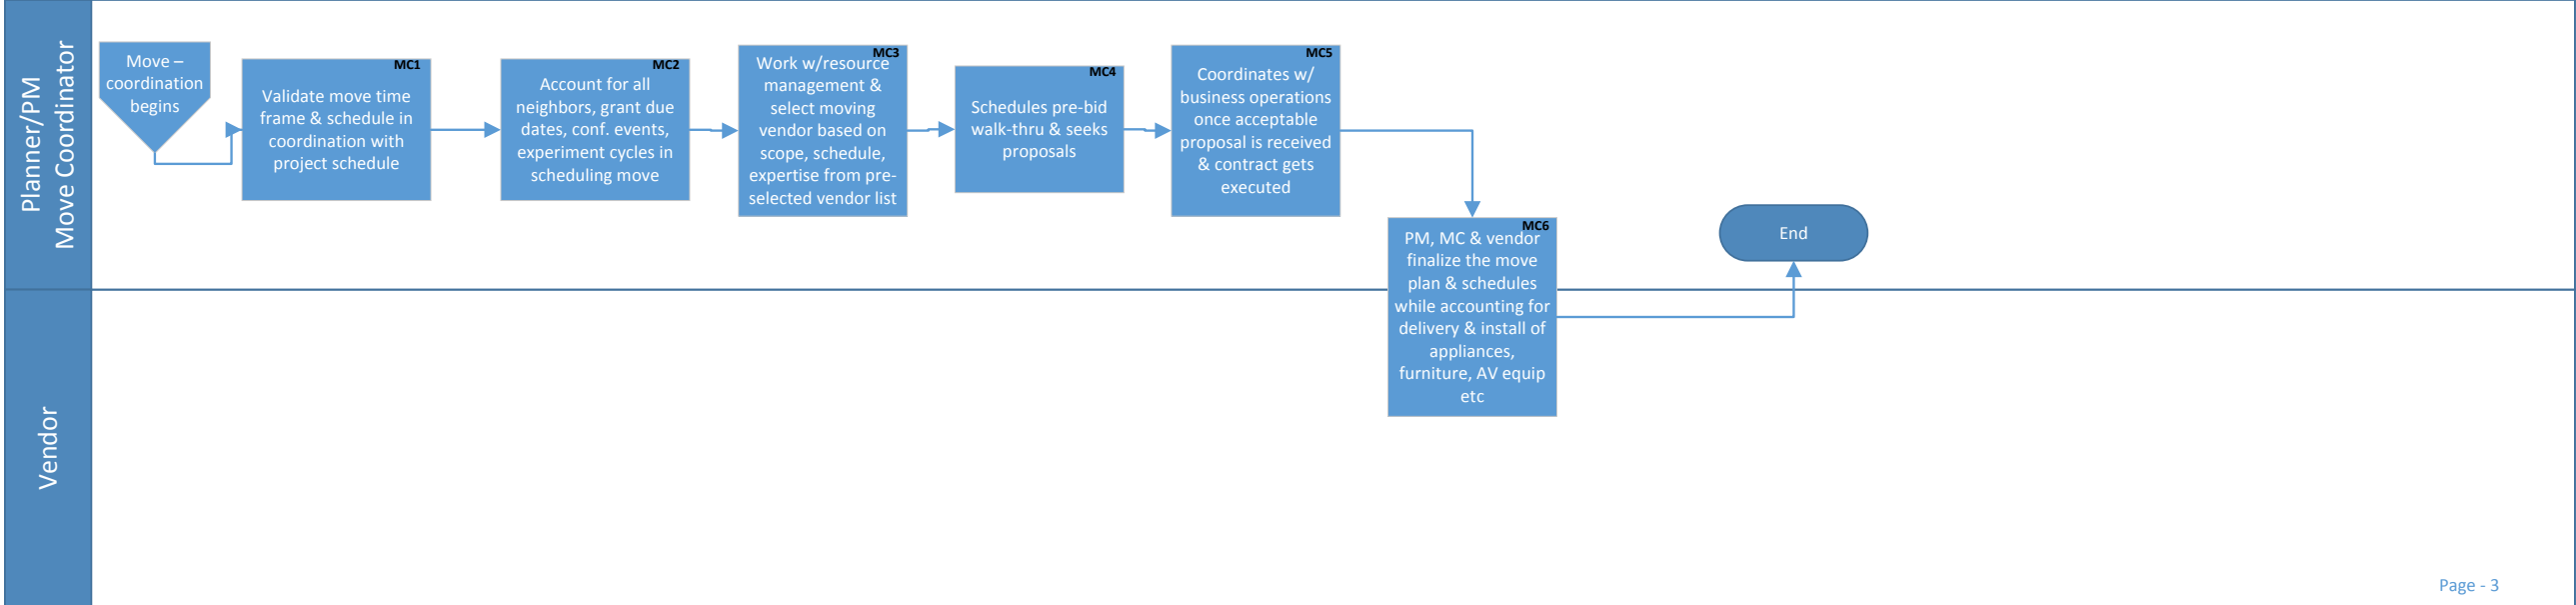 Planner/PM
Move Coordinator
Move –
coordination
begins
MC1
Validate move time
frame & schedule in
coordination with
project schedule
MC2
Account for all
neighbors, grant due
dates, conf. events,
experiment cycles in
scheduling move
MC3
Work w/resource
management &
select moving
vendor based on
scope, schedule,
expertise from pre-
selected vendor list
MC4
Schedules pre-bid
walk-thru & seeks
proposals
MC5
Coordinates w/
business operations
once acceptable
proposal is received
& contract gets
executed
MC6
PM, MC & vendor
finalize the move
plan & schedules
while accounting for
delivery & install of
appliances,
furniture, AV equip
etc
End
Vendor
Page - 3